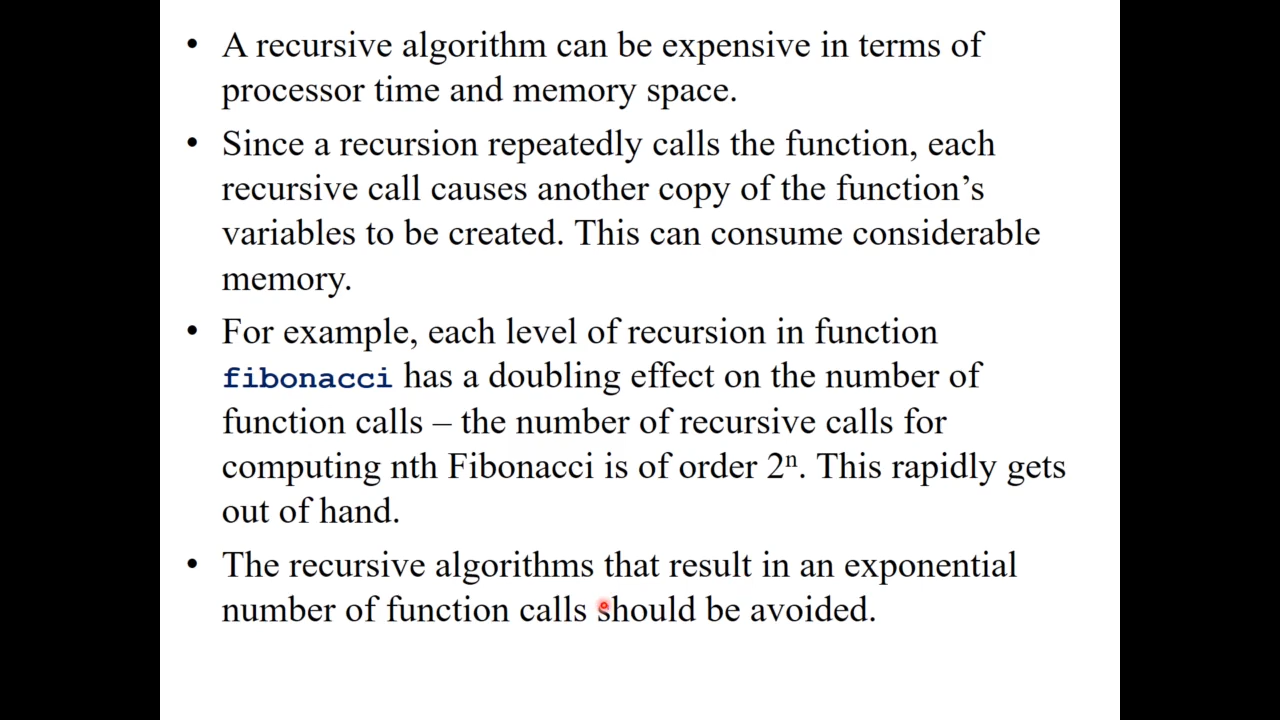 • A recursive algorithm can be expensive in terms of
processor time and memory space.
• Since a recursion repeatedly calls the function, each
recursive call causes another copy of the function’s
variables to be created. This can consume considerable
memory.
• For example, each level of recursion in function
fibonacci has a doubling effect on the number of
function calls – the number of recursive calls for
computing nth Fibonacci is of order 2ⁿ. This rapidly gets
out of hand.
• The recursive algorithms that result in an exponential
number of function calls should be avoided.